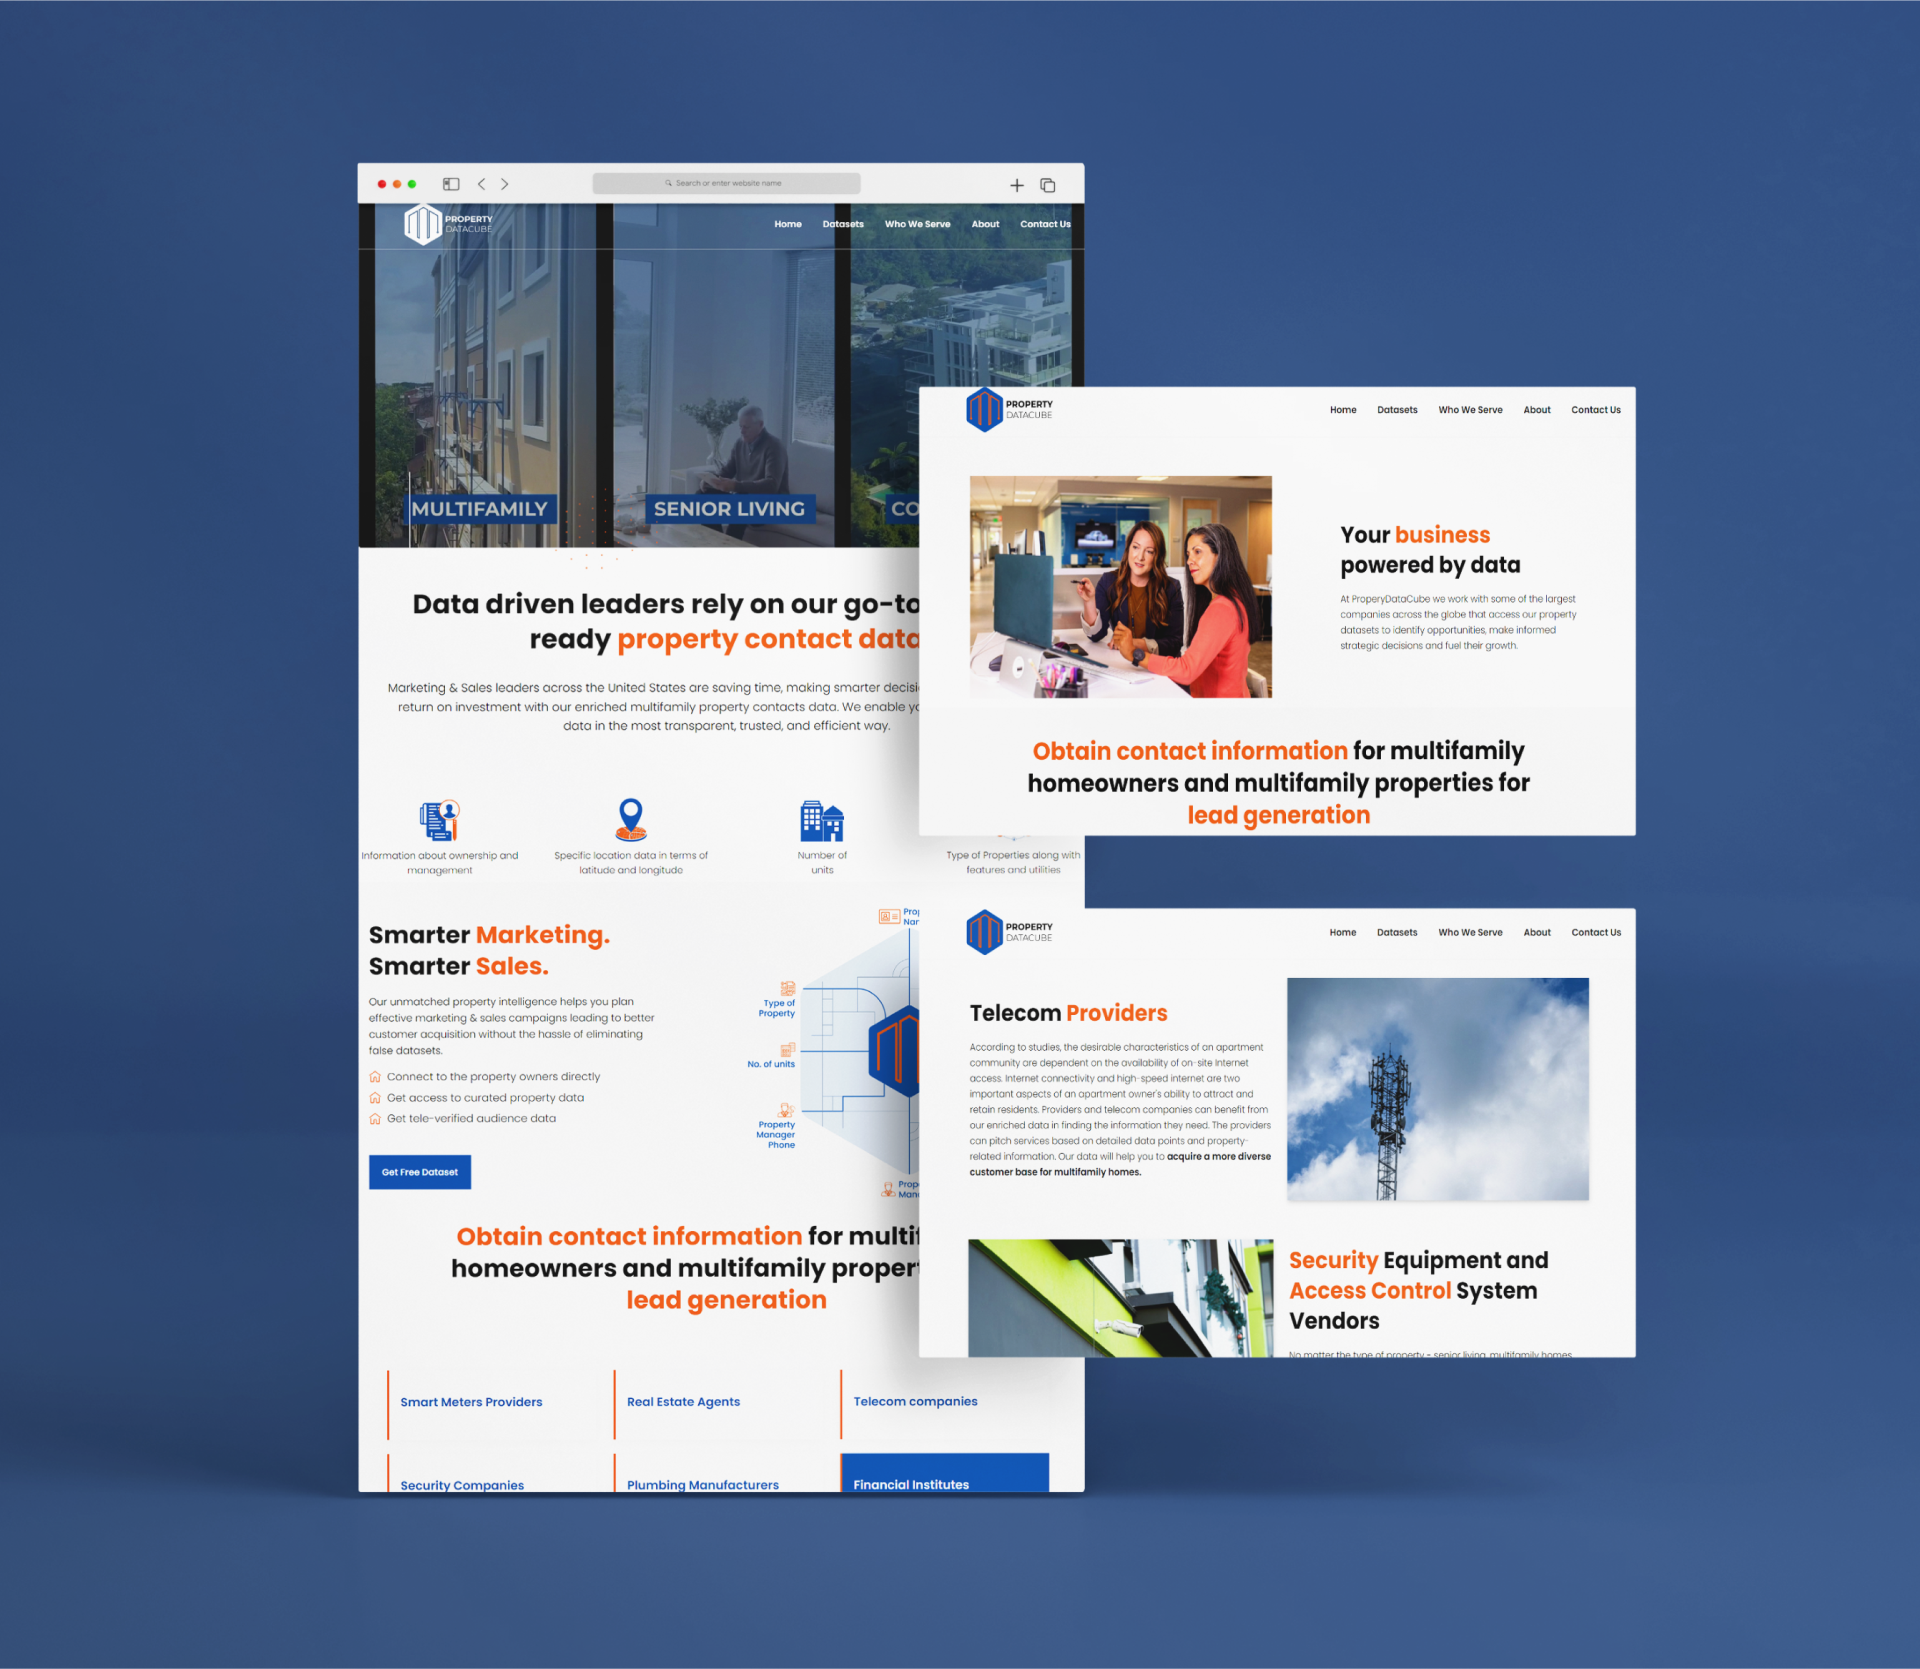 Search or enter website name
PROPERTY
DATACUBE
Home Datasets Who We Serve About Contact Us
MULTIFAMILY
SENIOR LIVING
CO
Data driven leaders rely on our go-to
ready property contact data
Marketing & Sales leaders across the United States are saving time, making smarter decisi
return on investment with our enriched multifamily property contacts data. We enable yo
data in the most transparent, trusted, and efficient way.
Information about ownership and
management
Specific location data in terms of
latitude and longitude
Number of
units
Type of Properties along with
features and utilities
Smarter Marketing.
Smarter Sales.
Our unmatched property intelligence helps you plan
effective marketing & sales campaigns leading to better
customer acquisition without the hassle of eliminating
false datasets.
Connect to the property owners directly
Get access to curated property data
Get tele-verified audience data
Get Free Dataset
Prop
Nar
Type of
Property
No. of units
Property
Manager
Phone
Prop
Man
Obtain contact information for multif
homeowners and multifamily proper
lead generation
Smart Meters Providers
Real Estate Agents
Telecom companies
Security Companies
Plumbing Manufacturers
Financial Institutes
PROPERTY
DATACUBE
Home Datasets Who We Serve About Contact Us
Your business
powered by data
At ProperyDataCube we work with some of the largest
companies across the globe that access our property
datasets to identify opportunities, make informed
strategic decisions and fuel their growth.
Obtain contact information for multifamily
homeowners and multifamily properties for
lead generation
PROPERTY
DATACUBE
Home Datasets Who We Serve About Contact Us
Telecom Providers
According to studies, the desirable characteristics of an apartment
community are dependent on the availability of on-site Internet
access. Internet connectivity and high-speed internet are two
important aspects of an apartment owner's ability to attract and
retain residents. Providers and telecom companies can benefit from
our enriched data in finding the information they need. The providers
can pitch services based on detailed data points and property-
related information. Our data will help you to acquire a more diverse
customer base for multifamily homes.
Security Equipment and
Access Control System
Vendors
No matter the type of property - senior living, multifamily homes,